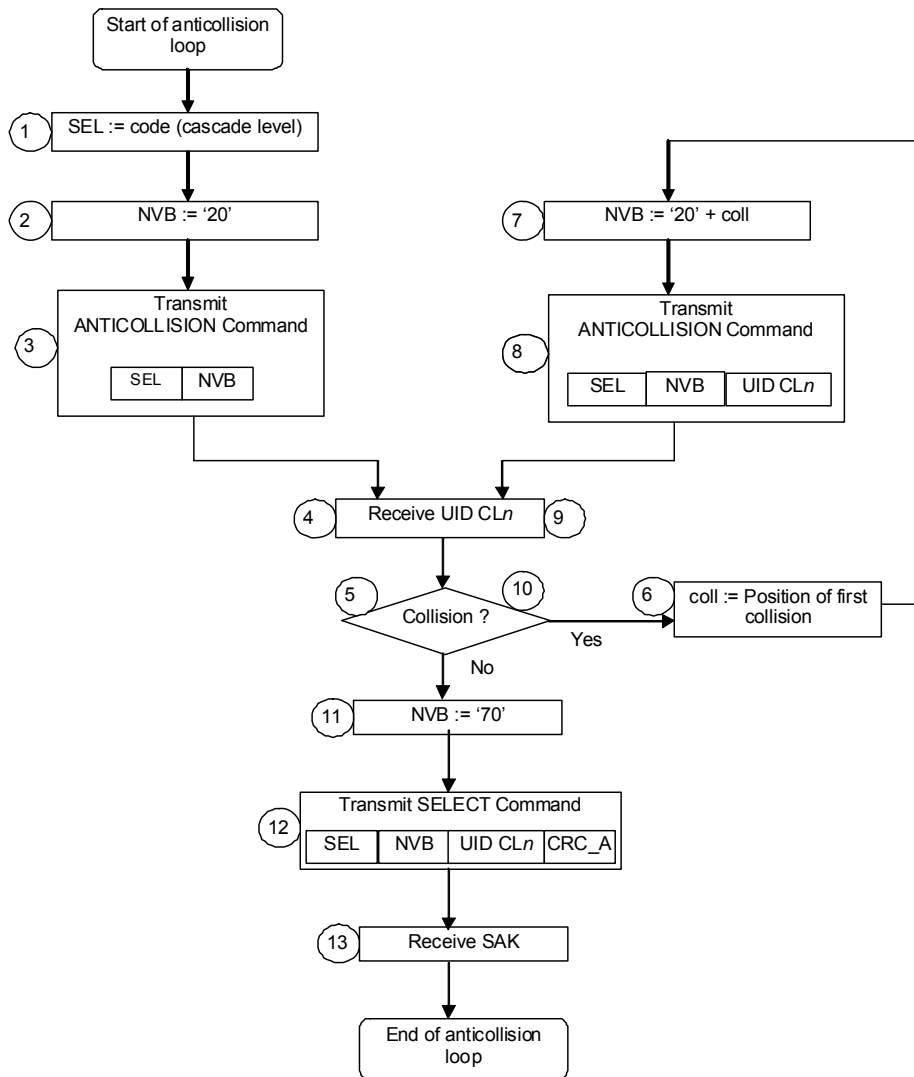 Start of anticollision
loop
1
SEL := code (cascade level)
2
NVB := ‘20’
3
Transmit
ANTICOLLISION Command
SEL NVB
7
NVB := ‘20’ + coll
8
Transmit
ANTICOLLISION Command
SEL NVB UID CLn
4
Receive UID CLn
9
5
Collision ?
10
Yes
6
coll := Position of first
collision
No
11
NVB := ‘70’
12
Transmit SELECT Command
SEL NVB UID CLn CRC_A
13
Receive SAK
End of anticollision
loop